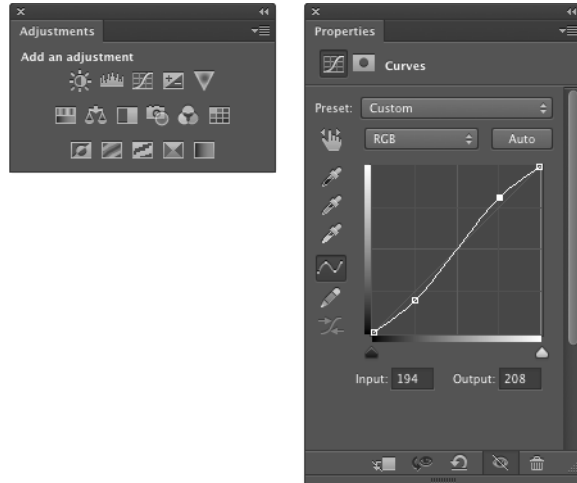 Adjustments
Add an adjustment
Properties
Curves
Preset: Custom
RGB
Auto
Input: 194 Output: 208